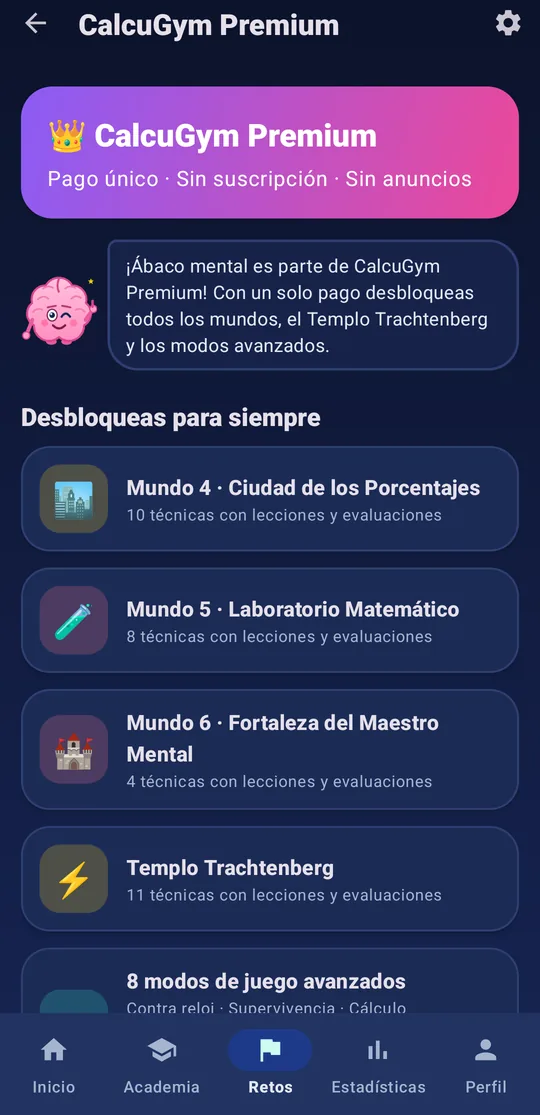 CalcuGym Premium
👑 CalcuGym Premium
Pago único · Sin suscripción · Sin anuncios
¡Ábaco mental es parte de CalcuGym
Premium! Con un solo pago desbloqueas
todos los mundos, el Templo Trachtenberg
y los modos avanzados.
Desbloqueas para siempre
Mundo 4 · Ciudad de los Porcentajes
10 técnicas con lecciones y evaluaciones
Mundo 5 · Laboratorio Matemático
8 técnicas con lecciones y evaluaciones
Mundo 6 · Fortaleza del Maestro
Mental
4 técnicas con lecciones y evaluaciones
Templo Trachtenberg
11 técnicas con lecciones y evaluaciones
8 modos de juego avanzados
Contra reloj · Supervivencia · Cálculo
Inicio
Academia
Retos
Estadísticas
Perfil